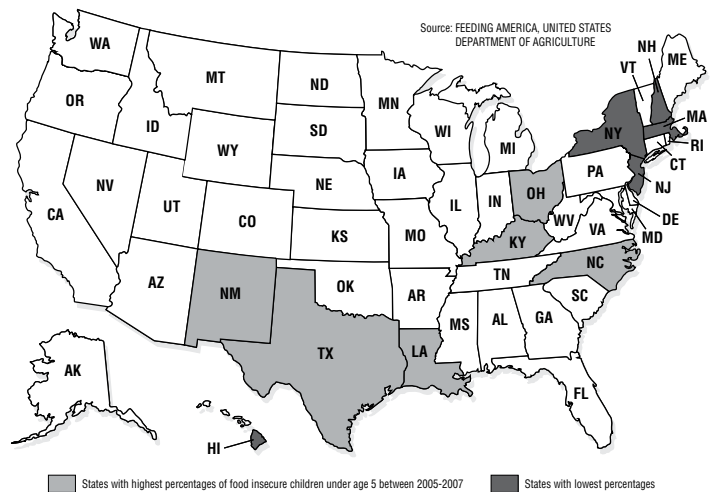 Source: FEEDING AMERICA, UNITED STATES
DEPARTMENT OF AGRICULTURE
WA
MT
ND
MN
VT
NH
ME
OR
ID
SD
WI
MI
NY
MA
RI
CT
WY
IA
PA
NJ
NV
NE
IL
IN
OH
DE
MD
CA
UT
CO
KS
MO
WV
VA
KY
NC
AZ
NM
OK
AR
TN
SC
MS
AL
GA
TX
LA
AK
FL
HI
States with highest percentages of food insecure children under age 5 between 2005-2007
States with lowest percentages